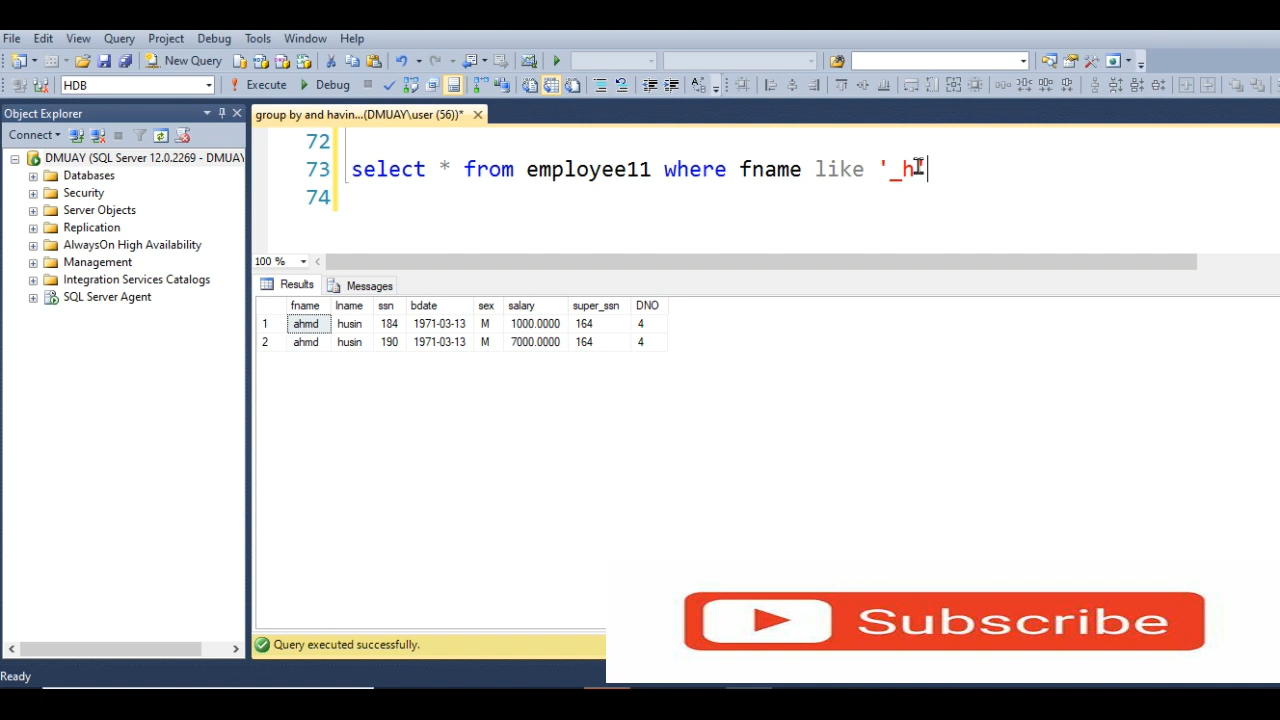 File Edit View Query Project Debug Tools Window Help
New Query
HDB Execute Debug
Object Explorer
group by and havin...(DMUAY\user (56))*
Connect
DMUAY (SQL Server 12.0.2269 - DMUAY
Databases
Security
Server Objects
Replication
AlwaysOn High Availability
Management
Integration Services Catalogs
SQL Server Agent
72
73 select * from employee11 where fname like '_h'
74
100 %
Results Messages
fname lname ssn bdate sex salary super_ssn DNO
1 ahmd husin 184 1971-03-13 M 1000.0000 164 4
2 ahmd husin 190 1971-03-13 M 7000.0000 164 4
Subscribe
Query executed successfully.
Ready